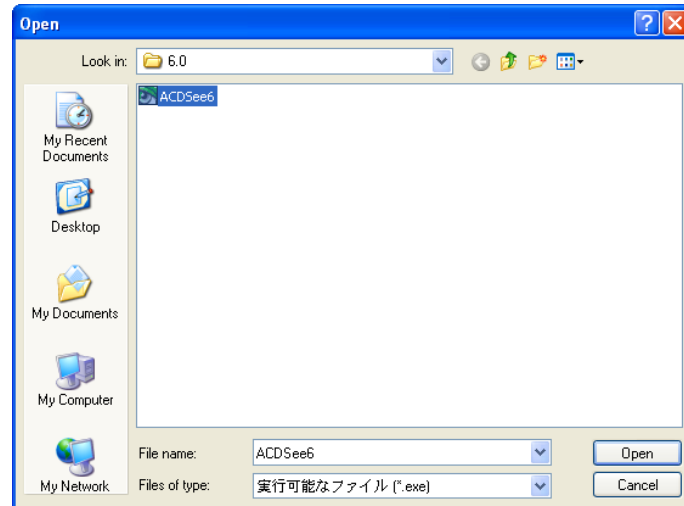 Open
Look in:
6.0
ACDSee6
My Recent
Documents
Desktop
My Documents
My Computer
My Network
File name:
ACDSee6
Open
Files of type:
実行可能なファイル (*.exe)
Cancel